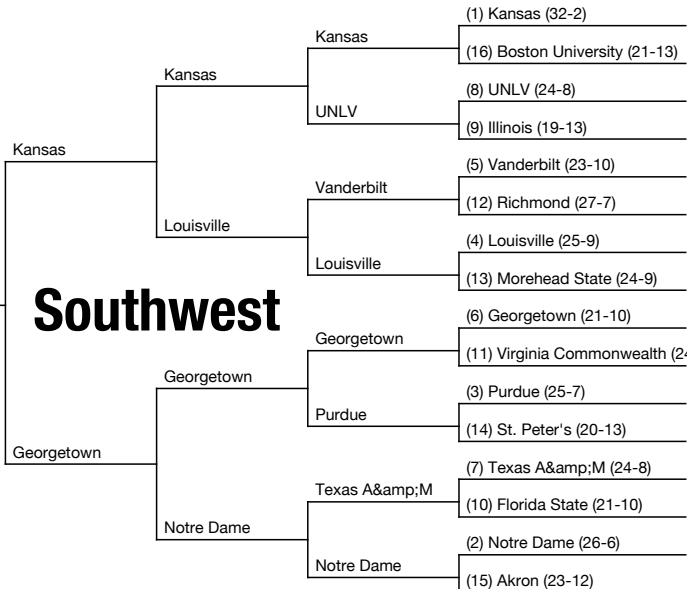 (1) Kansas (32-2)
Kansas
(16) Boston University (21-13)
Kansas
(8) UNLV (24-8)
UNLV
(9) Illinois (19-13)
Kansas
(5) Vanderbilt (23-10)
Vanderbilt
(12) Richmond (27-7)
Louisville
(4) Louisville (25-9)
Louisville
(13) Morehead State (24-9)
Southwest
(6) Georgetown (21-10)
Georgetown
(11) Virginia Commonwealth (24
Georgetown
(3) Purdue (25-7)
Purdue
(14) St. Peter's (20-13)
Georgetown
(7) Texas A&amp;M (24-8)
Texas A&amp;M
(10) Florida State (21-10)
Notre Dame
(2) Notre Dame (26-6)
Notre Dame
(15) Akron (23-12)